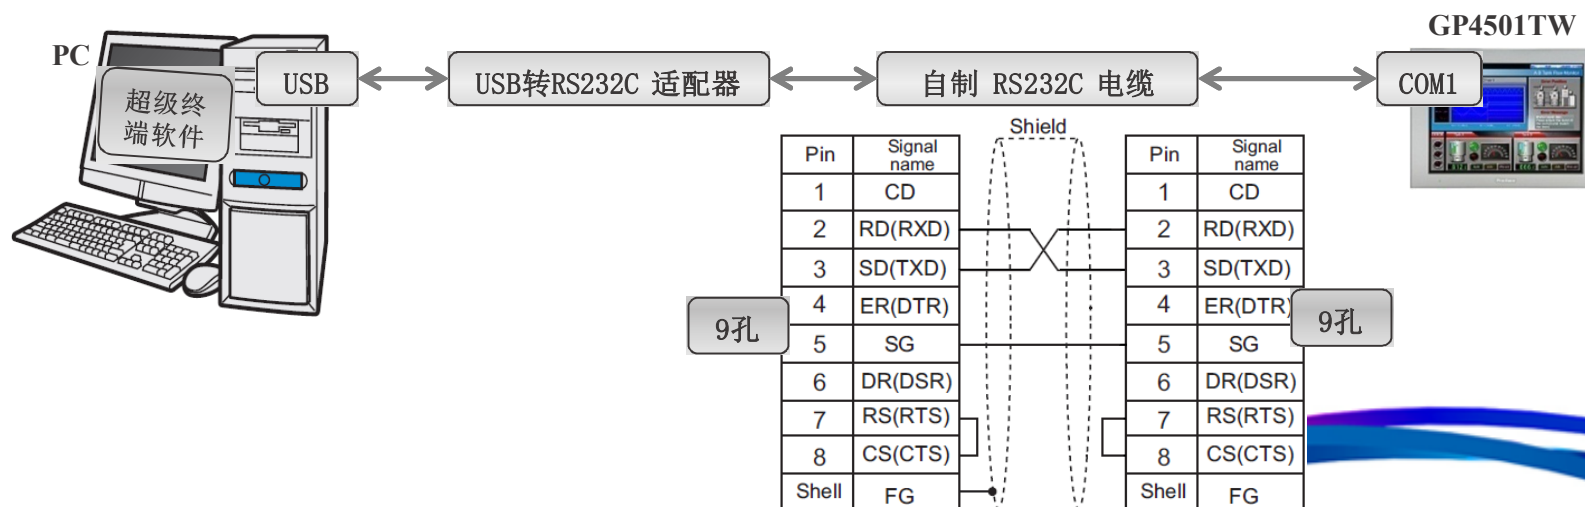 GP4501TW
PC
超级终
端软件
USB
USB转RS232C 适配器
自制 RS232C 电缆
COM1
Shield
Pin Signal name
1 CD
2 RD(RXD)
3 SD(TXD)
4 ER(DTR)
5 SG
6 DR(DSR)
7 RS(RTS)
8 CS(CTS)
Shell FG
9孔
Pin Signal name
1 CD
2 RD(RXD)
3 SD(TXD)
4 ER(DTR)
5 SG
6 DR(DSR)
7 RS(RTS)
8 CS(CTS)
Shell FG
9孔